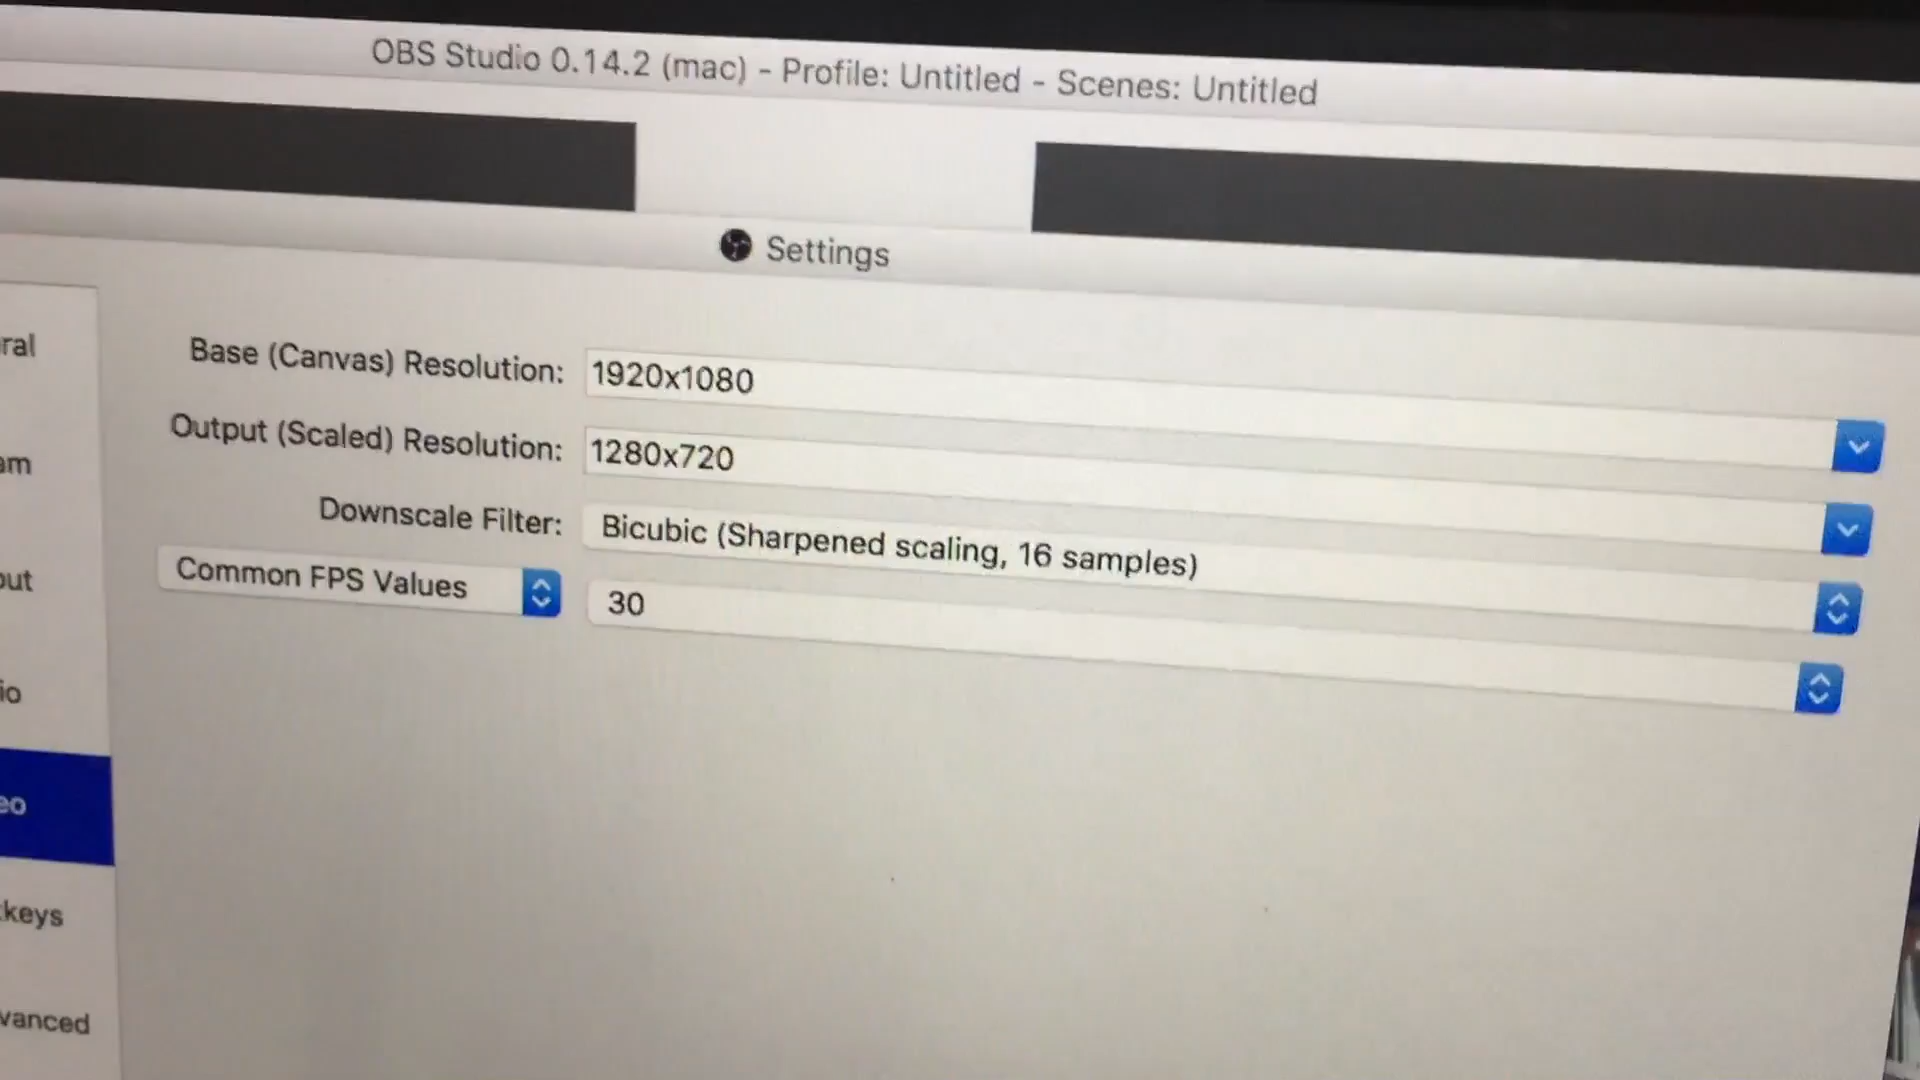 OBS Studio 0.14.2 (mac) - Profile: Untitled - Scenes: Untitled
Settings
ral
Base (Canvas) Resolution: 1920x1080
Output (Scaled) Resolution: 1280x720
am
Downscale Filter: Bicubic (Sharpened scaling, 16 samples)
Common FPS Values 30
out
io
eo
keys
vanced